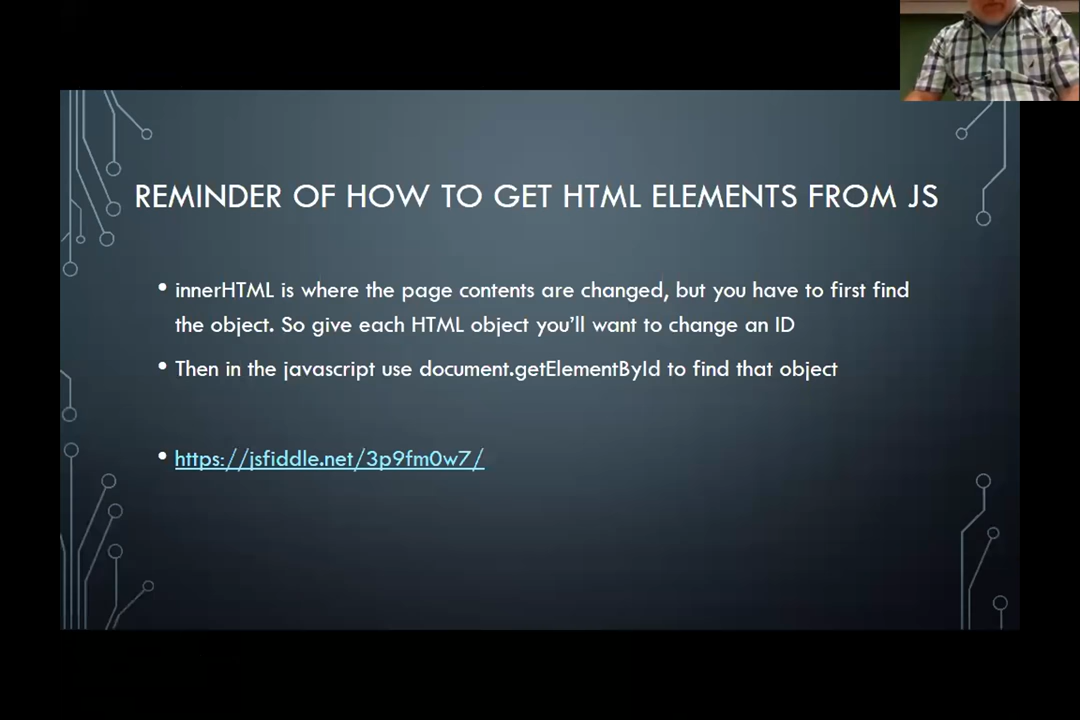 REMINDER OF HOW TO GET HTML ELEMENTS FROM JS
• innerHTML is where the page contents are changed, but you have to first find
the object. So give each HTML object you'll want to change an ID
• Then in the javascript use document.getElementById to find that object
• https://jsfiddle.net/3p9fm0w7/